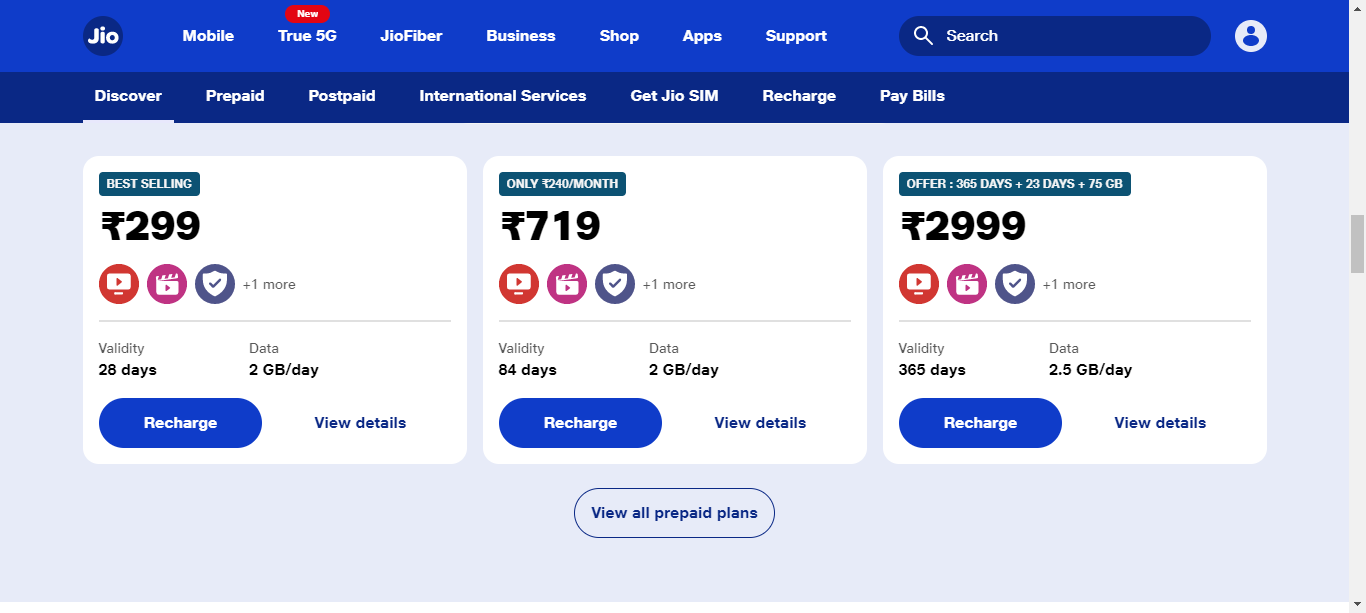 New
Jio Mobile True 5G JioFiber Business Shop Apps Support Search
Discover Prepaid Postpaid International Services Get Jio SIM Recharge Pay Bills
BEST SELLING
₹299
+1 more
Validity Data
28 days 2 GB/day
Recharge View details
ONLY ₹240/MONTH
₹719
+1 more
Validity Data
84 days 2 GB/day
Recharge View details
OFFER : 365 DAYS + 23 DAYS + 75 GB
₹2999
+1 more
Validity Data
365 days 2.5 GB/day
Recharge View details
View all prepaid plans